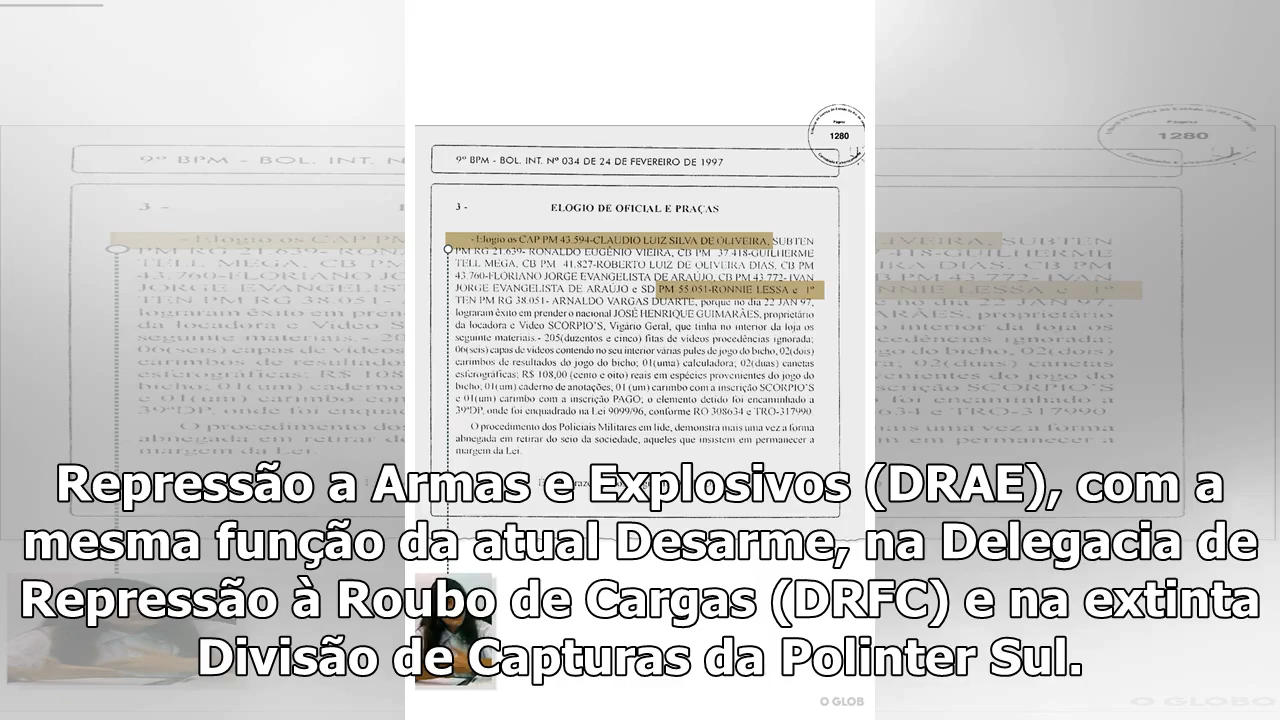 1280
9º BPM - BOL. INT. Nº 034 DE 24 DE FEVEREIRO DE 1997
3 - ELOGIO DE OFICIAL E PRAÇAS
- Elogio os CAP PM 43.594-CLAUDIO LUIZ SILVA DE OLIVEIRA, SUBTEN
PM RG 21.639- RONALDO EUGÊNIO VIEIRA, CB PM 37.418-GUILHERME
TELL MEGA, CB PM 41.827-ROBERTO LUIZ DE OLIVEIRA DIAS, CB PM
43.760-FLORIANO JORGE EVANGELISTA DE ARAÚJO, CB PM 43.772- IVAN
JORGE EVANGELISTA DE ARAÚJO e SD PM 55.051-RONNIE LESSA e 1º
TEN PM RG 38.051- ARNALDO VARGAS DUARTE, porque no dia 22 JAN 97,
lograram êxito em prender o nacional JOSÉ HENRIQUE GUIMARÃES, proprietário
da locadora e Video SCORPIO'S, Vigário Geral, que tinha no interior da loja os
seguinte materiais.- 205(duzentos e cinco) fitas de vídeos procedências ignorada;
06(seis) capas de vídeos contendo no seu interior várias pules de jogo do bicho, 02(dois)
carimbos de resultados do jogo do bicho; 01(uma) calculadora; 02(duas) canetas
esferográficas; R$ 108,00 (cento e oito) reais em espécies provenientes do jogo do
bicho; 01(um) caderno de anotações; 01 (um) carimbo com a inscrição SCORPIO'S
e 01(um) carimbo com a inscrição PAGO; o elemento detido foi encaminhado a
39ªDP, onde foi enquadrado na Lei 9099/96, conforme RO 308634 e TRO-317990.
O procedimento dos Policiais Militares em lide, demonstra mais uma vez a forma
abnegada em retirar do seio da sociedade, aqueles que insistem em permanecer a
margem da Lei.
Repressão a Armas e Explosivos (DRAE), com a
mesma função da atual Desarme, na Delegacia de
Repressão à Roubo de Cargas (DRFC) e na extinta
Divisão de Capturas da Polinter Sul.
O GLOB